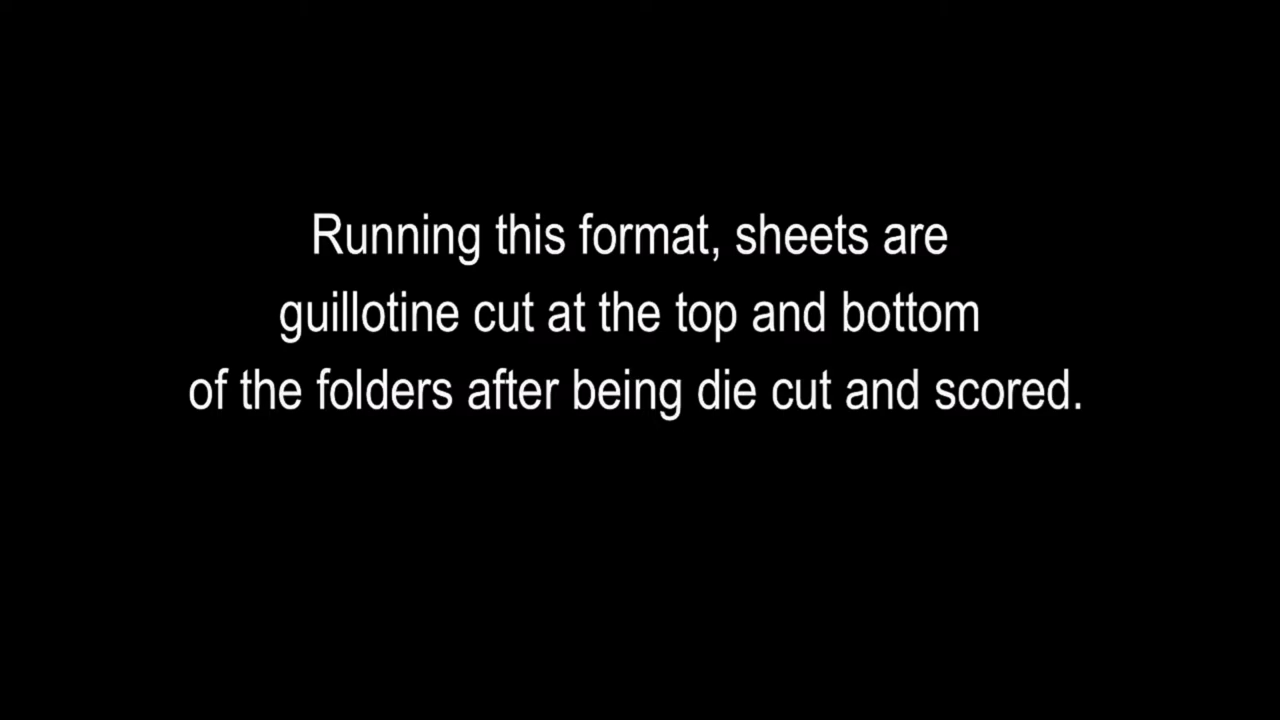 Running this format, sheets are
guillotine cut at the top and bottom
of the folders after being die cut and scored.